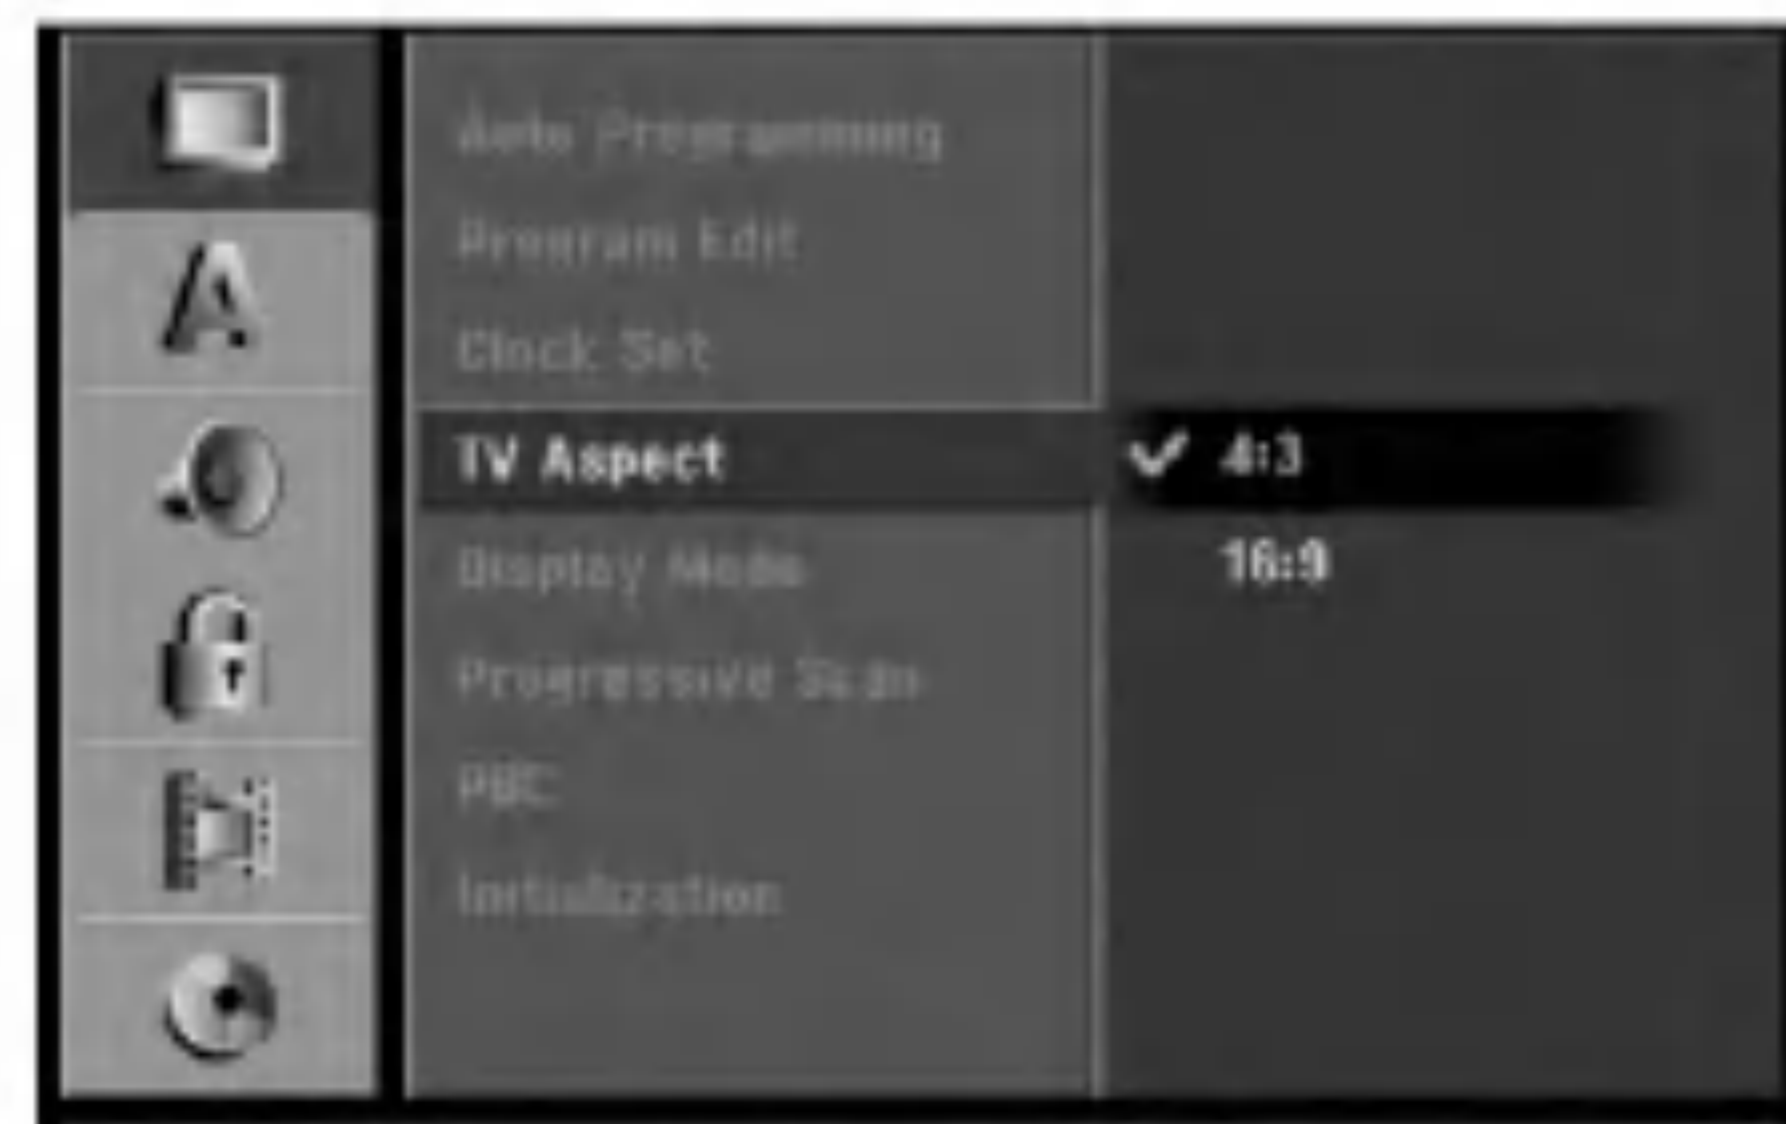 A
Auto Programming
Program Edit
Clock Set
TV Aspect
✔ 4:3
16:9
Display Mode
Progressive Scan
PBC
Initialization